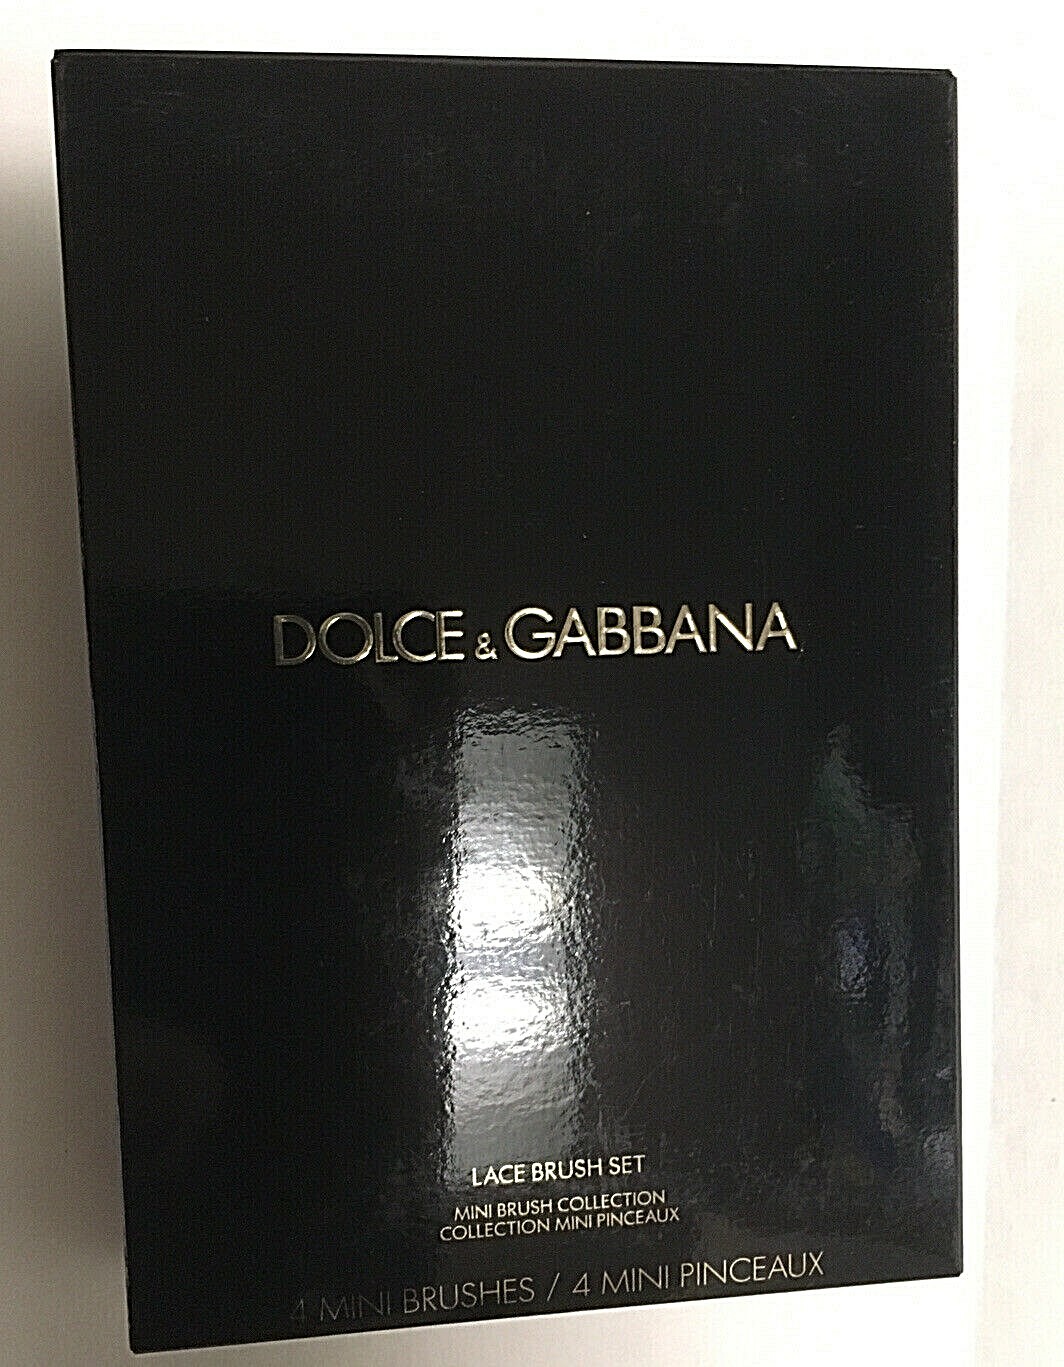 DOLCE & GABBANA
LACE BRUSH SET
MINI BRUSH COLLECTION
COLLECTION MINI PINCEAUX
4 MINI BRUSHES / 4 MINI PINCEAUX